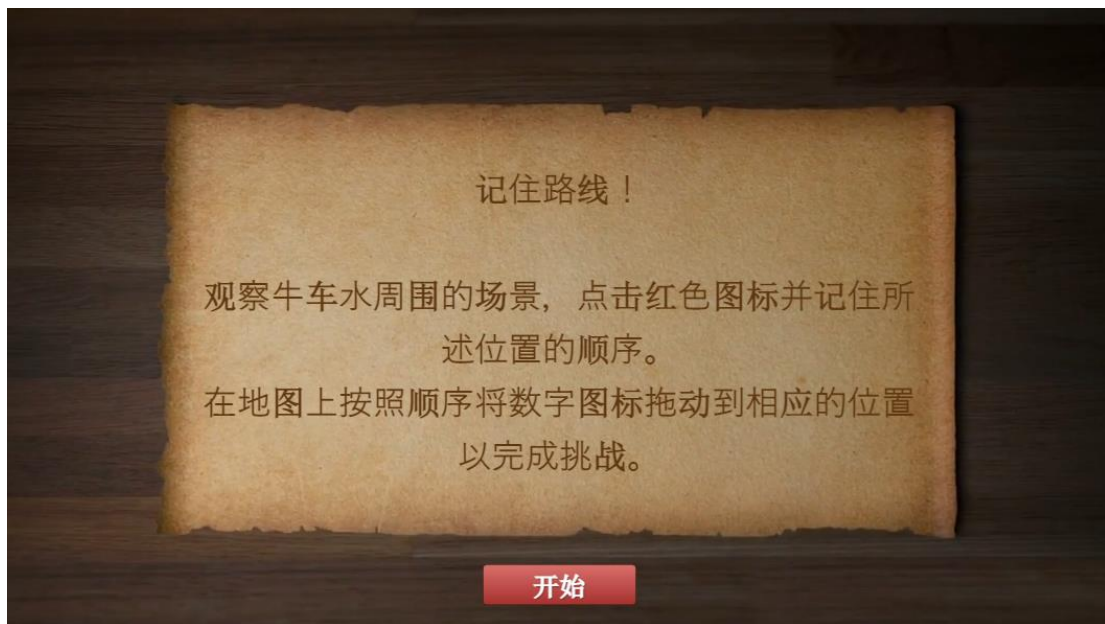 记住路线！
观察牛车水周围的场景，点击红色图标并记住所
述位置的顺序。
在地图上按照顺序将数字图标拖动到相应的位置
以完成挑战。
开始